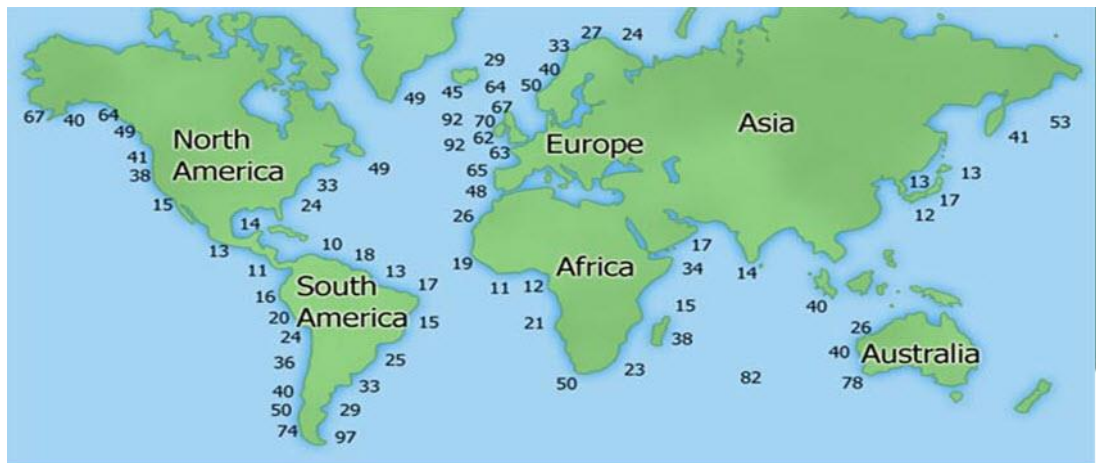 27 24
33
29
40
49 45 64 50
67
67 40 64 92 70
49 North 62 Asia 53
America 92 63 Europe 41
41
38 49 65
33 48 13 13
15 24 26 17
14 12
13 10 18 17
11 13 19 Africa 34 14
16 South 17 11 12
America 15 40
20 15 21 26
24 38
36 25 40 Australia
23 82 78
40 33 50
50 29
74 97